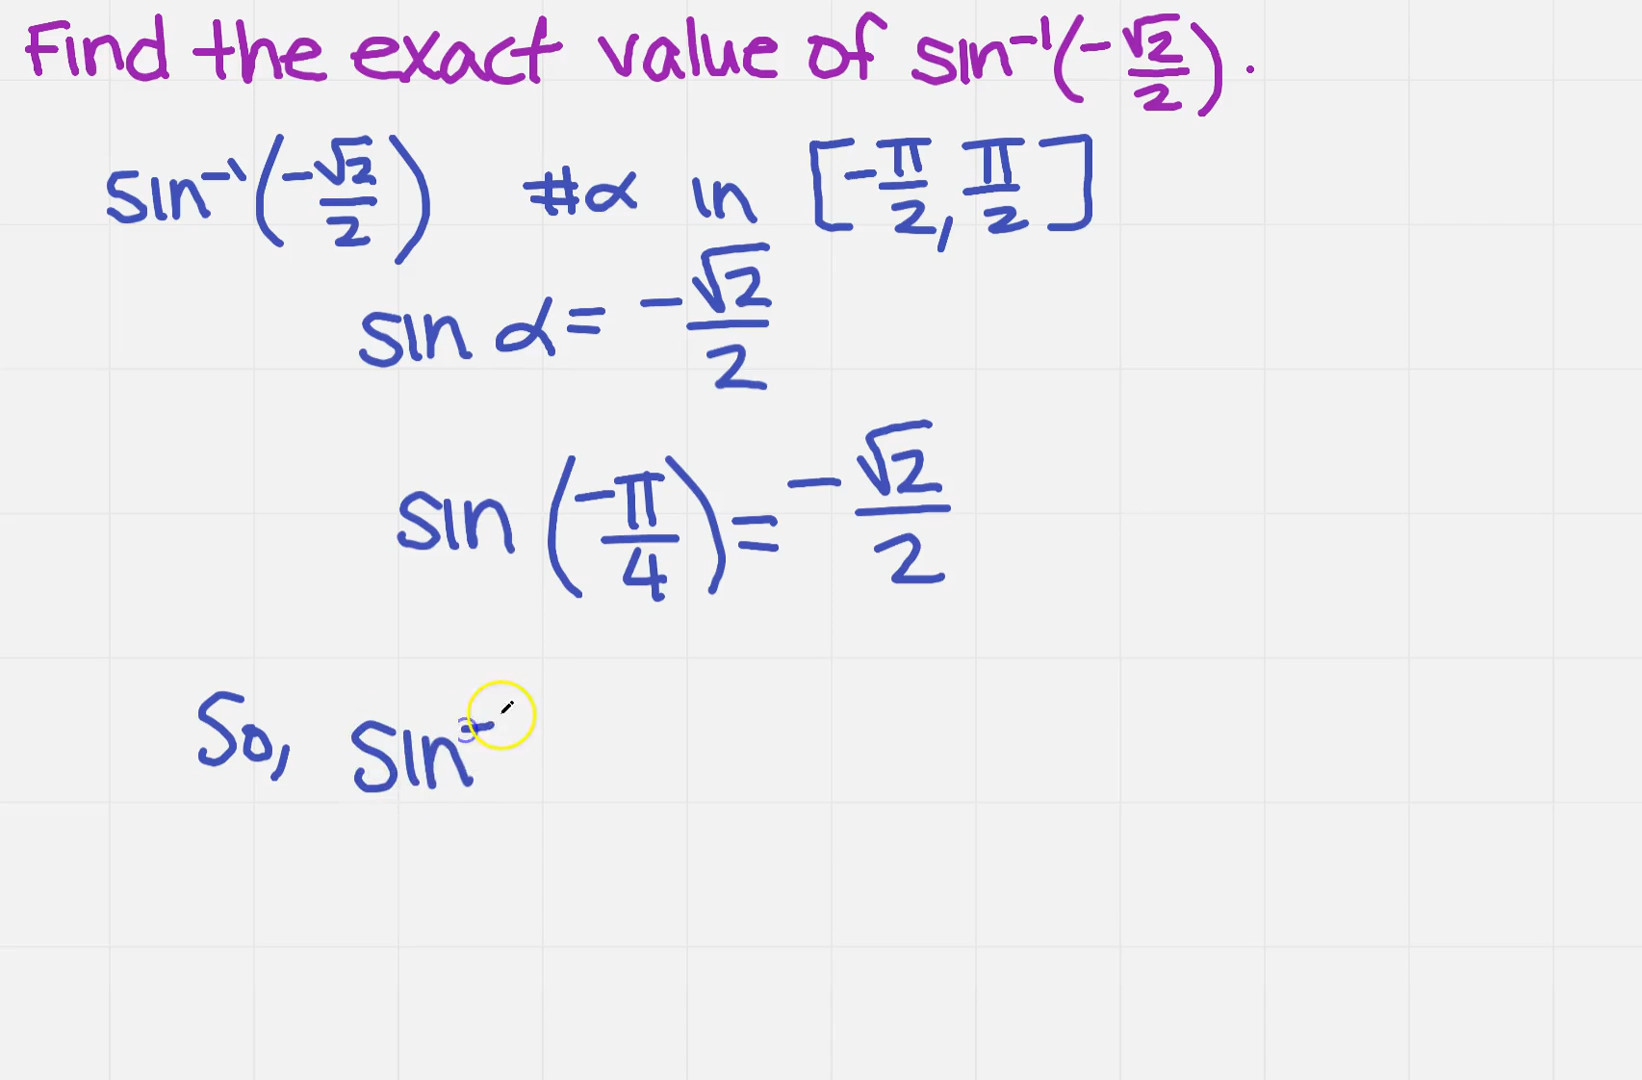 Find the exact value of sin⁻¹(-√2/2).
sin⁻¹(-√2/2) #α in [-π/2, π/2]
sin α = -√2/2
sin (-π/4) = -√2/2
So, sin⁻